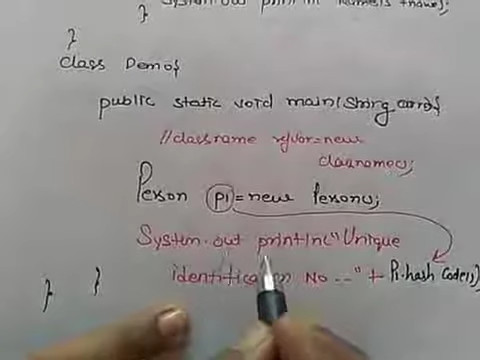 }
}
class Demo{
public static void main(String args){
//classname refvar=new
classname();
Person p1=new Person();
System.out println("Unique
identification No --"+ P1.hashCode());
} }